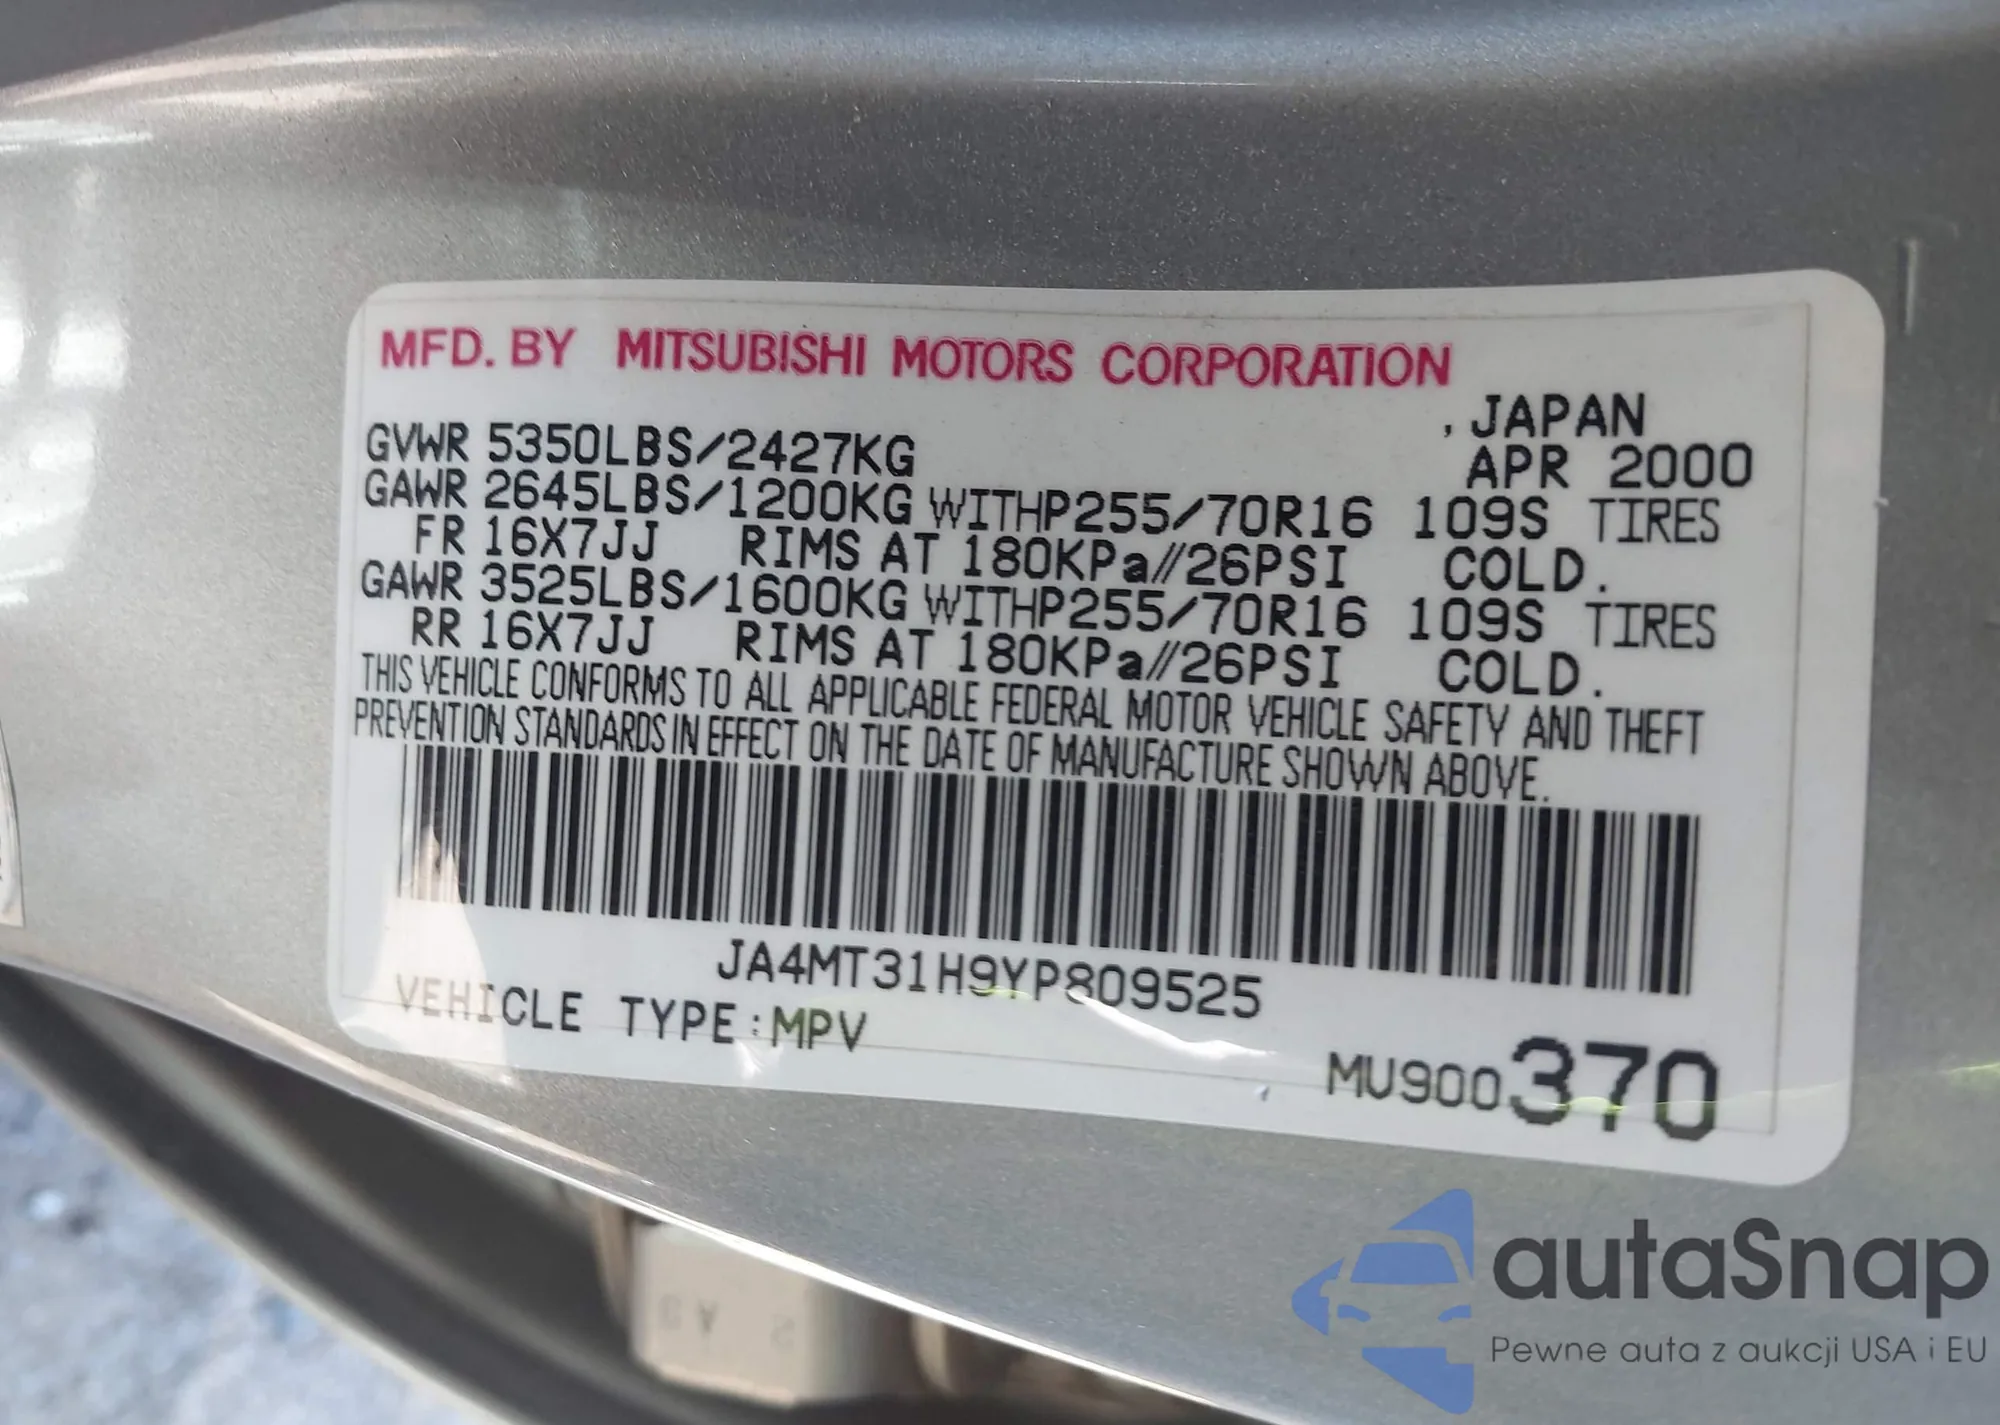 MFD. BY MITSUBISHI MOTORS CORPORATION
, JAPAN
GVWR 5350LBS/2427KG APR 2000
GAWR 2645LBS/1200KG WITHP255/70R16 109S TIRES
FR 16X7JJ RIMS AT 180KPa//26PSI COLD.
GAWR 3525LBS/1600KG WITHP255/70R16 109S TIRES
RR 16X7JJ RIMS AT 180KPa//26PSI COLD.
THIS VEHICLE CONFORMS TO ALL APPLICABLE FEDERAL MOTOR VEHICLE SAFETY AND THEFT
PREVENTION STANDARDS IN EFFECT ON THE DATE OF MANUFACTURE SHOWN ABOVE.
JA4MT31H9YP809525
VEHICLE TYPE:MPV
MU900370
autaSnap
Pewne auta z aukcji USA i EU